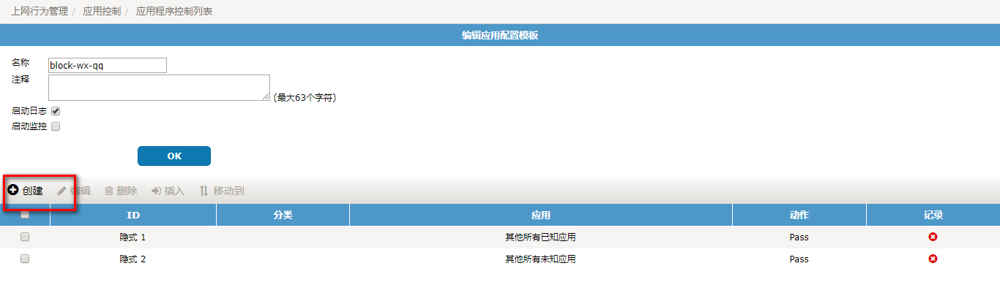 上网行为管理 / 应用控制 / 应用程序控制列表
编辑应用配置模板
名称 block-wx-qq
注释 (最大63个字符)
启动日志
启动监控
OK
创建 编辑 删除 插入 移动到
ID 分类 应用 动作 记录
隐式 1 其他所有已知应用 Pass
隐式 2 其他所有未知应用 Pass